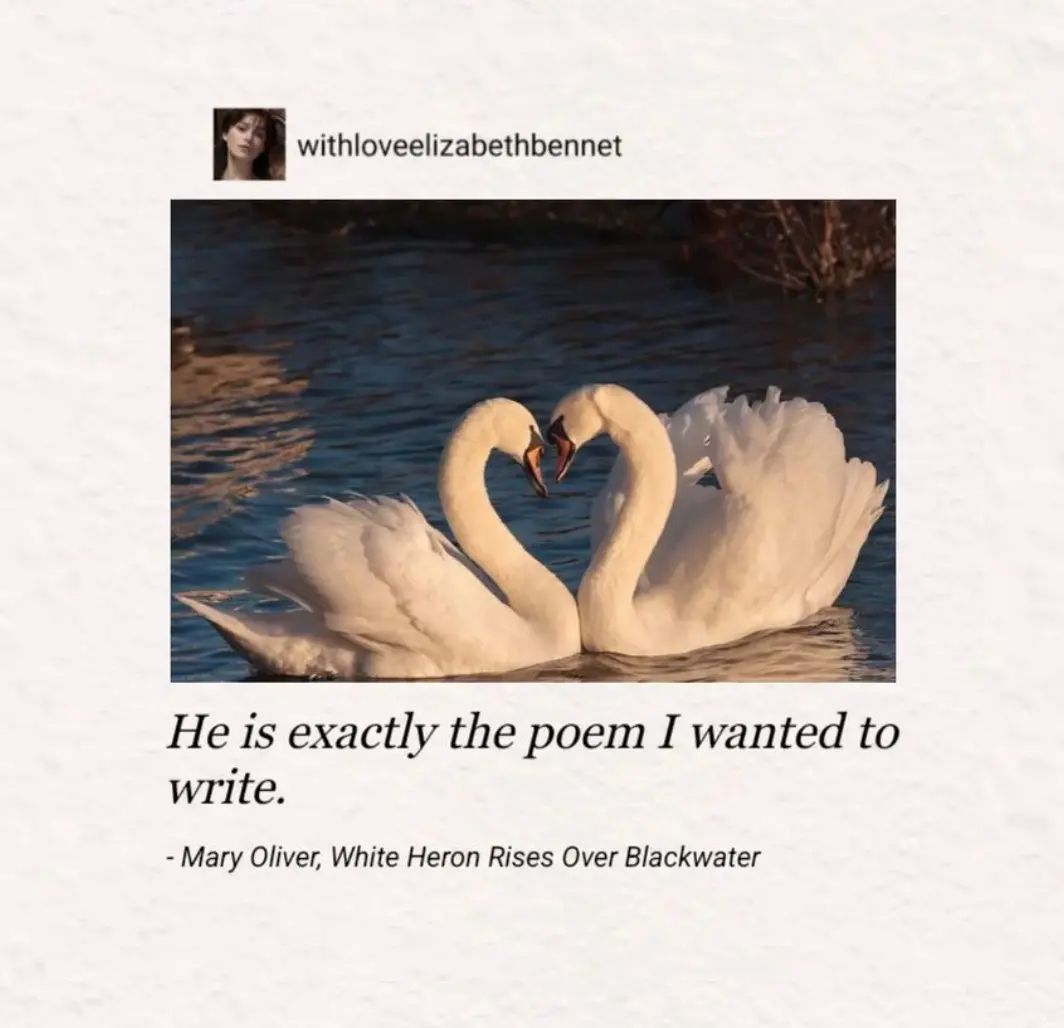 withloveelizabethbennet
He is exactly the poem I wanted to
write.
- Mary Oliver, White Heron Rises Over Blackwater